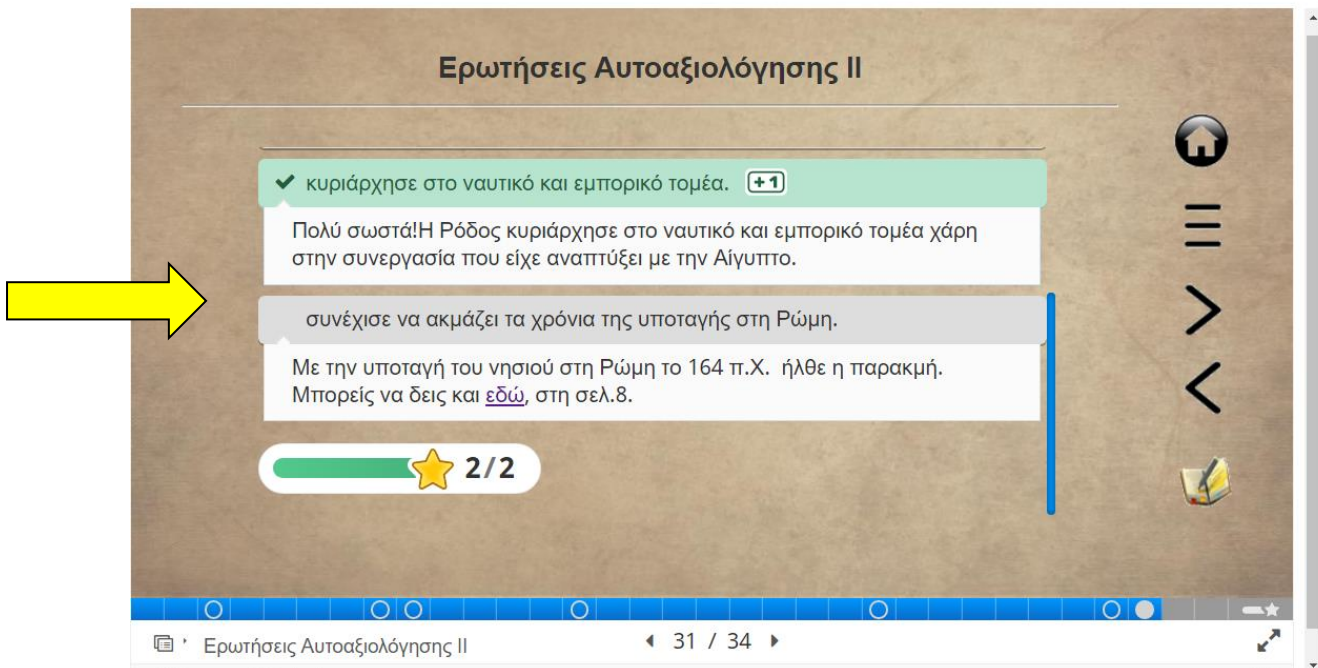 Ερωτήσεις Αυτοαξιολόγησης ΙΙ
κυριάρχησε στο ναυτικό και εμπορικό τομέα. +1
Πολύ σωστά!Η Ρόδος κυριάρχησε στο ναυτικό και εμπορικό τομέα χάρη
στην συνεργασία που είχε αναπτύξει με την Αίγυπτο.
συνέχισε να ακμάζει τα χρόνια της υποταγής στη Ρώμη.
Με την υποταγή του νησιού στη Ρώμη το 164 π.Χ. ήλθε η παρακμή.
Μπορείς να δεις και εδώ, στη σελ.8.
2/2
Ερωτήσεις Αυτοαξιολόγησης ΙΙ
31 / 34